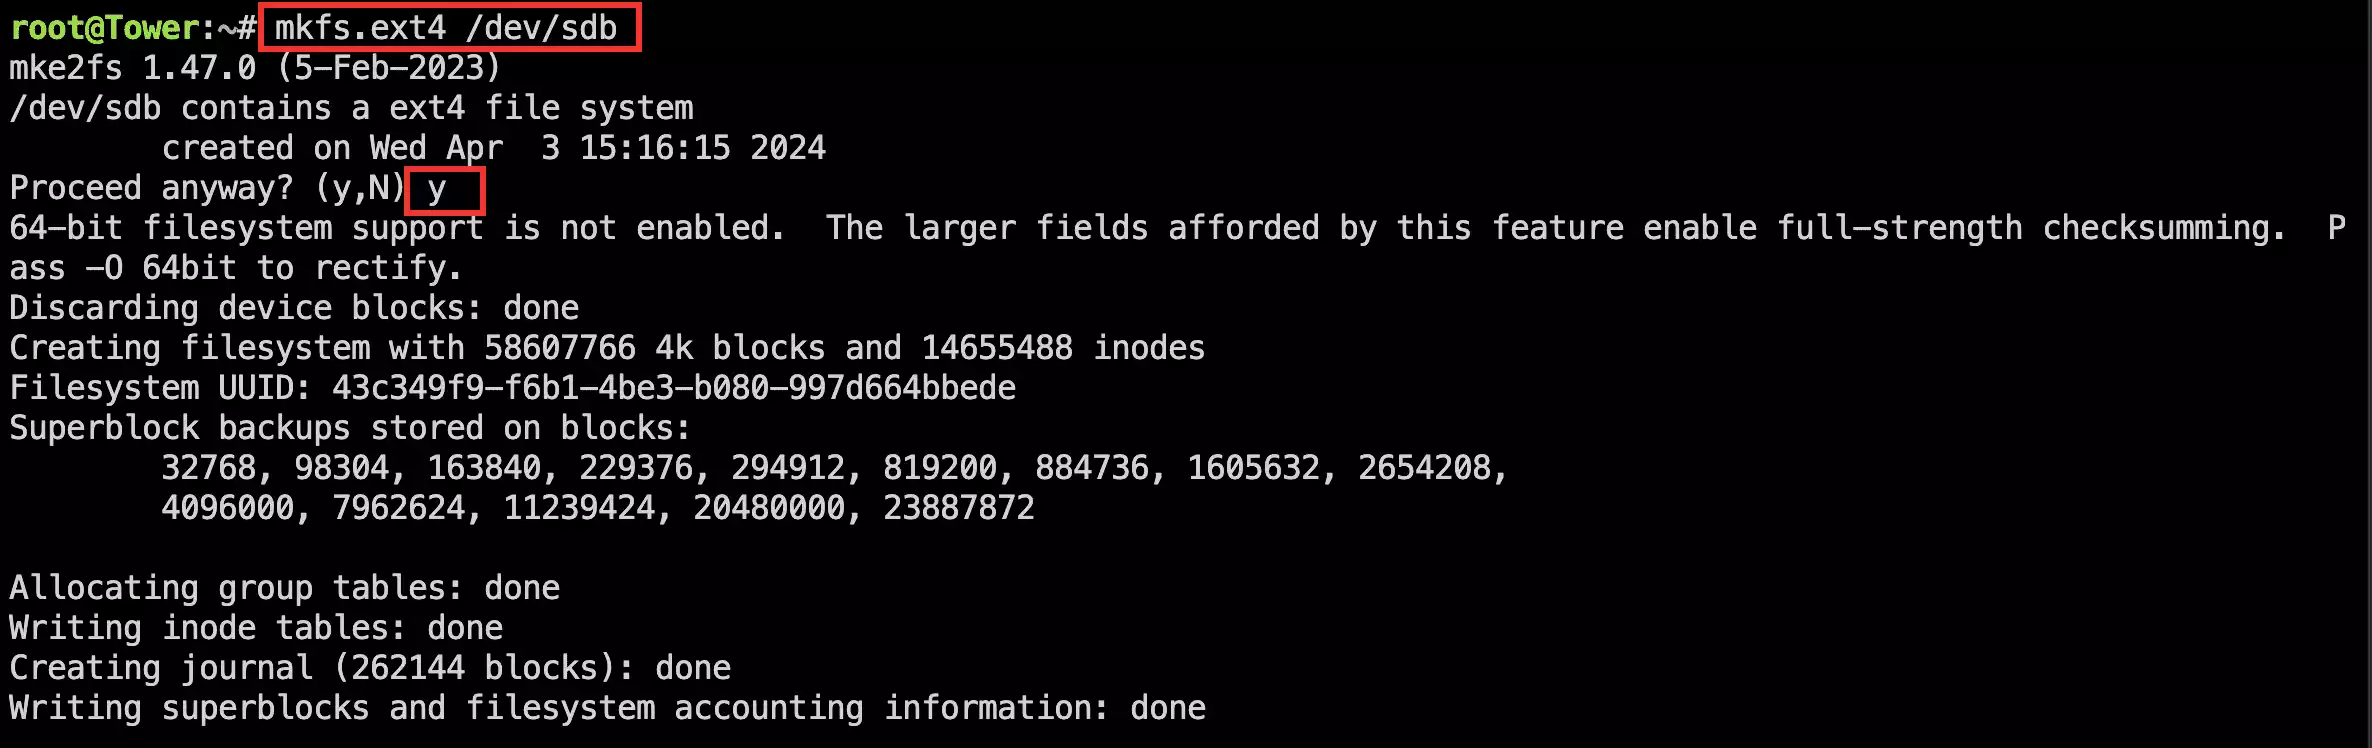 root@Tower:~# mkfs.ext4 /dev/sdb
mke2fs 1.47.0 (5-Feb-2023)
/dev/sdb contains a ext4 file system
        created on Wed Apr  3 15:16:15 2024
Proceed anyway? (y,N) y
64-bit filesystem support is not enabled.  The larger fields afforded by this feature enable full-strength checksumming.  P
ass -O 64bit to rectify.
Discarding device blocks: done
Creating filesystem with 58607766 4k blocks and 14655488 inodes
Filesystem UUID: 43c349f9-f6b1-4be3-b080-997d664bbede
Superblock backups stored on blocks:
        32768, 98304, 163840, 229376, 294912, 819200, 884736, 1605632, 2654208,
        4096000, 7962624, 11239424, 20480000, 23887872

Allocating group tables: done
Writing inode tables: done
Creating journal (262144 blocks): done
Writing superblocks and filesystem accounting information: done